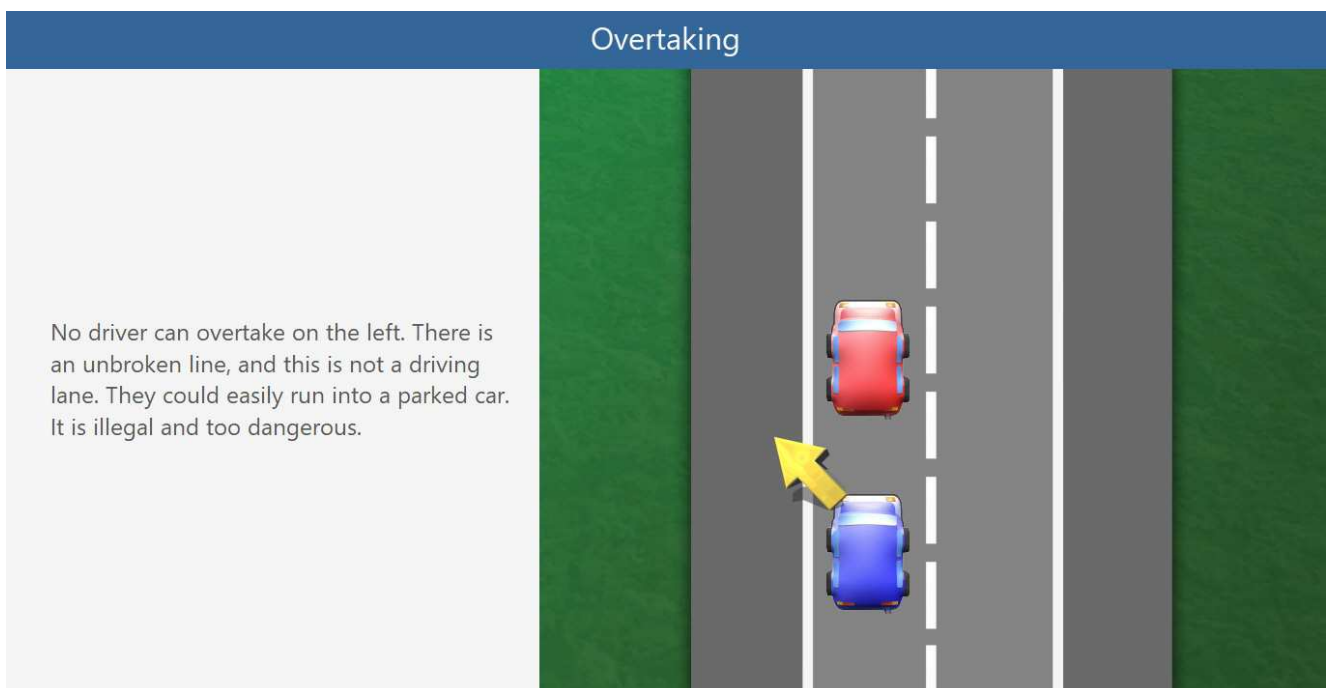 Overtaking
No driver can overtake on the left. There is
an unbroken line, and this is not a driving
lane. They could easily run into a parked car.
It is illegal and too dangerous.